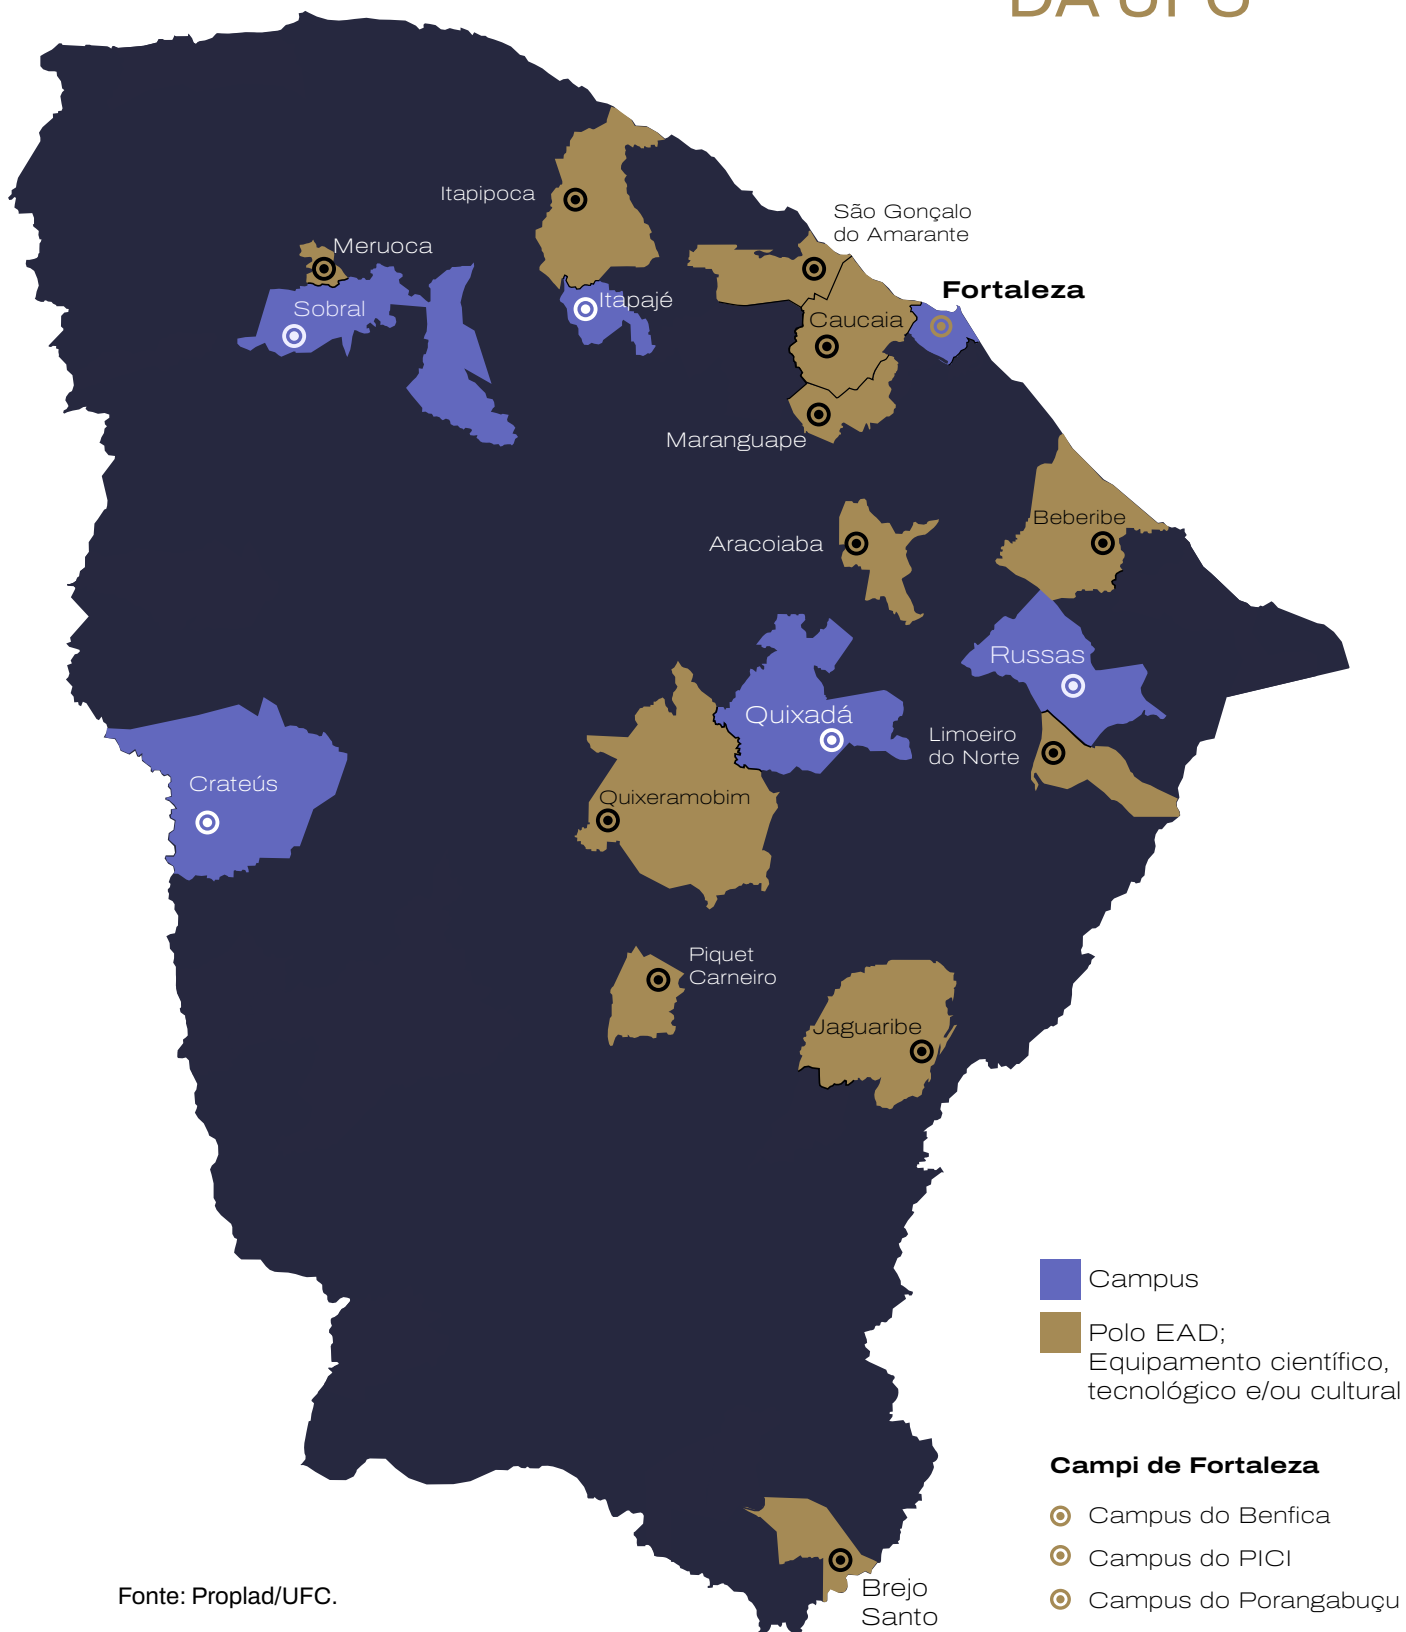 DA UFC
Itapipoca
São Gonçalo
do Amarante
Meruoca
Fortaleza
Itapajé
Sobral
Caucaia
Maranguape
Beberibe
Aracoiaba
Russas
Quixadá
Limoeiro
do Norte
Crateús
Quixeramobim
Piquet
Carneiro
Jaguaribe
Campus
Polo EAD;
Equipamento científico,
tecnológico e/ou cultural
Campi de Fortaleza
Campus do Benfica
Campus do PICI
Campus do Porangabuçu
Brejo
Santo
Fonte: Proplad/UFC.